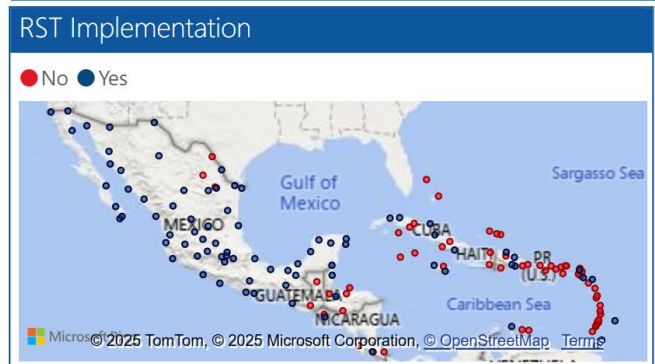 RST Implementation
No Yes
Sargasso Sea
Gulf of
Mexico
MEXICO
CUBA
HAITI
PR
(U.S.)
GUATEMALA
Caribbean Sea
NICARAGUA
Microsoft
© 2025 TomTom, © 2025 Microsoft Corporation, © OpenStreetMap Terms